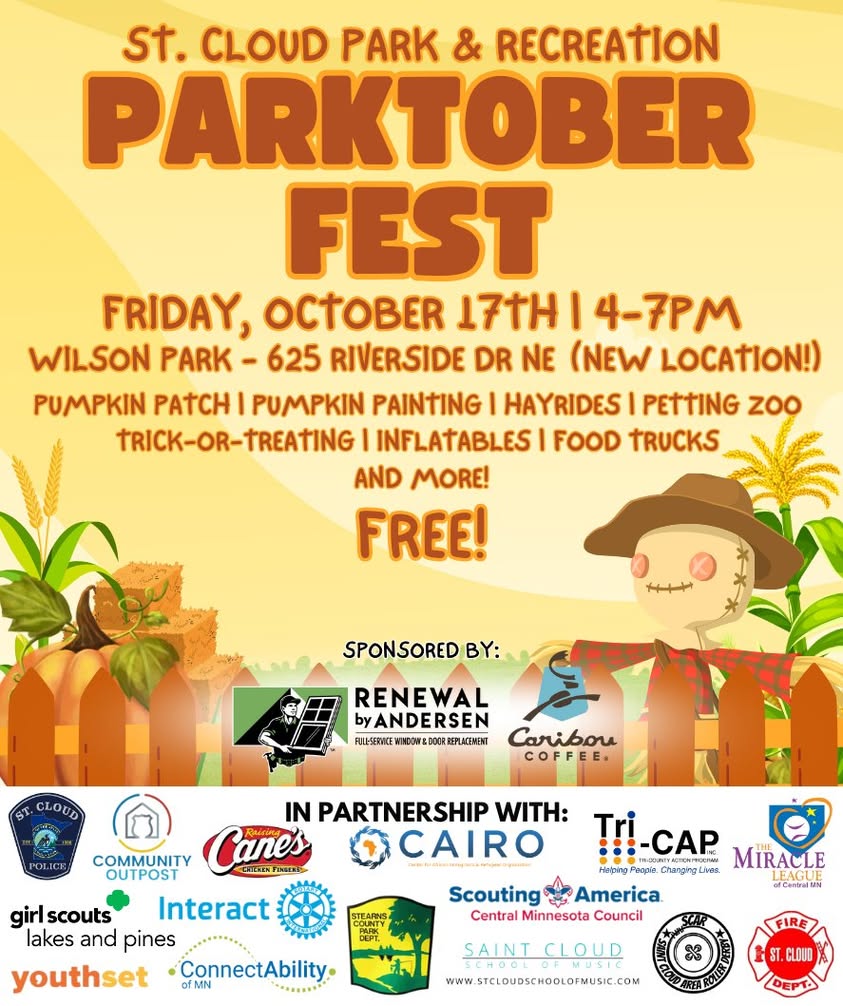 ST. CLOUD PARK & RECREATION
PARKTOBER
FEST
FRIDAY, OCTOBER 17TH | 4-7PM
WILSON PARK - 625 RIVERSIDE DR NE (NEW LOCATION!)
PUMPKIN PATCH | PUMPKIN PAINTING | HAYRIDES | PETTING ZOO
TRICK-OR-TREATING | INFLATABLES | FOOD TRUCKS
AND MORE!
FREE!
SPONSORED BY:
RENEWAL
by ANDERSEN
FULL-SERVICE WINDOW & DOOR REPLACEMENT
Caribou
COFFEE
IN PARTNERSHIP WITH:
ST. CLOUD
POLICE
COMMUNITY
OUTPOST
Raising
Cane's
CHICKEN FINGERS
CAIRO
Tri-CAP
INC.
TRI-COUNTY ACTION PROGRAM
Helping People. Changing Lives.
THE
MIRACLE
LEAGUE
of Central MN
girl scouts
lakes and pines
Interact
ROTARY
INTERNATIONAL
STEARNS
COUNTY
PARK
DEPT.
Scouting America
Central Minnesota Council
SAINT CLOUD
SCHOOL OF MUSIC
WWW.STCLOUDSCHOOLOFMUSIC.COM
SCAR
SAINT CLOUD AREA ROLLER DERBY
FIRE
ST. CLOUD
DEPT.
youthset
ConnectAbility
of MN